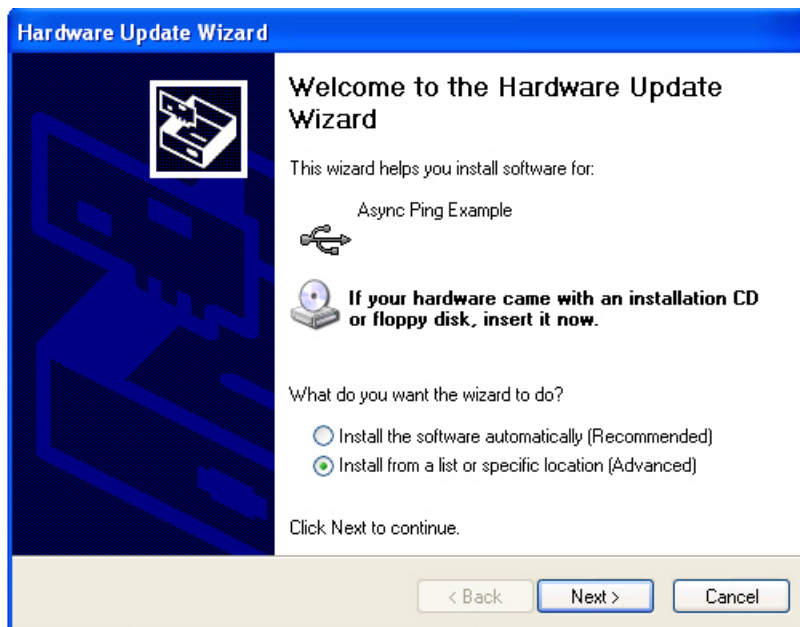 Hardware Update Wizard
Welcome to the Hardware Update
Wizard
This wizard helps you install software for:
Async Ping Example
If your hardware came with an installation CD
or floppy disk, insert it now.
What do you want the wizard to do?
Install the software automatically (Recommended)
Install from a list or specific location (Advanced)
Click Next to continue.
< Back
Next >
Cancel